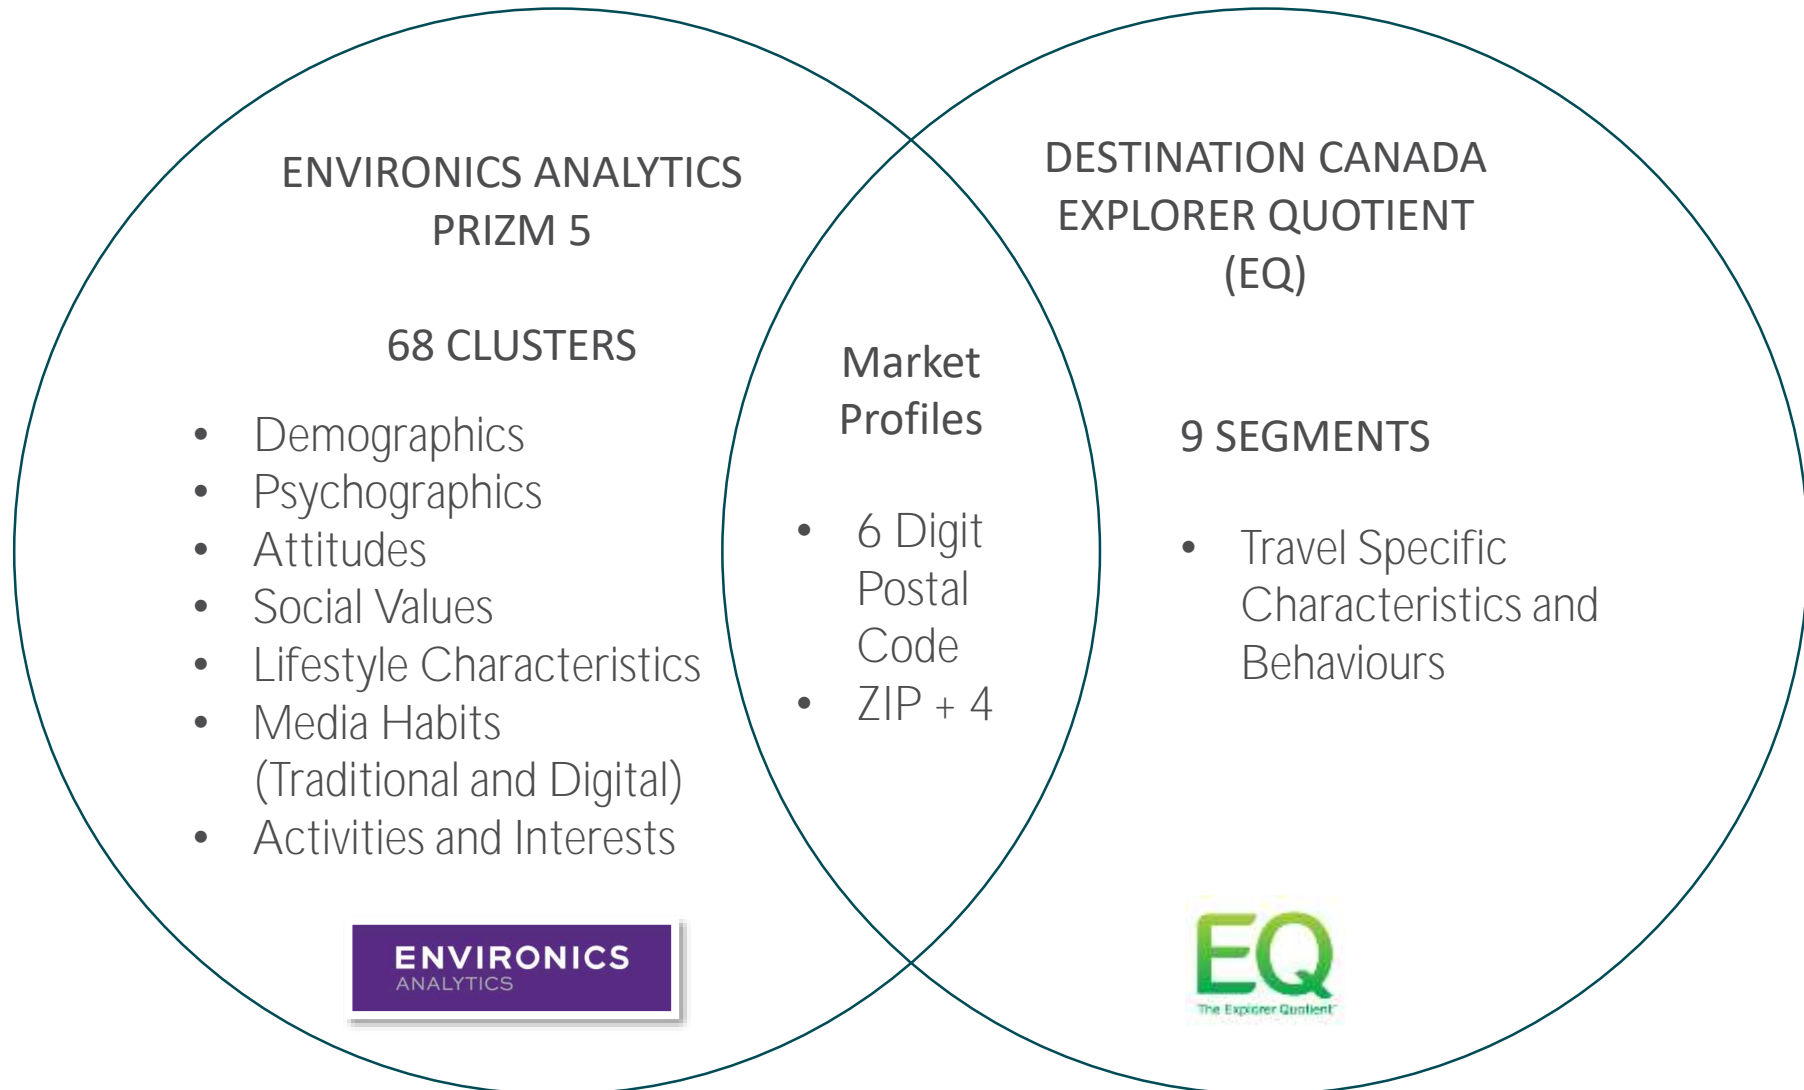 ENVIRONICS ANALYTICS
PRIZM 5
68 CLUSTERS
• Demographics
• Psychographics
• Attitudes
• Social Values
• Lifestyle Characteristics
• Media Habits
(Traditional and Digital)
• Activities and Interests
ENVIRONICS
ANALYTICS
Market
Profiles
• 6 Digit
Postal
Code
• ZIP + 4
DESTINATION CANADA
EXPLORER QUOTIENT
(EQ)
9 SEGMENTS
• Travel Specific
Characteristics and
Behaviours
EQ
The Explorer Quotient™